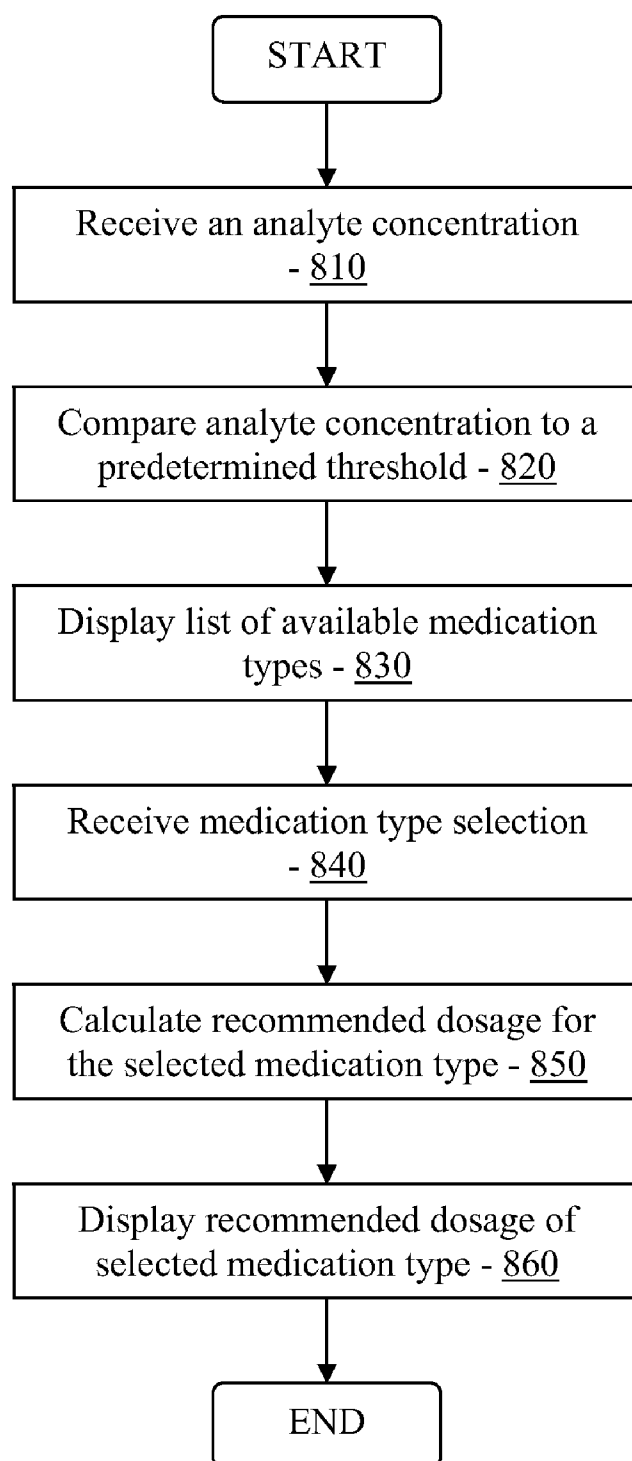 START
Receive an analyte concentration
- 810
Compare analyte concentration to a
predetermined threshold - 820
Display list of available medication
types - 830
Receive medication type selection
- 840
Calculate recommended dosage for
the selected medication type - 850
Display recommended dosage of
selected medication type - 860
END